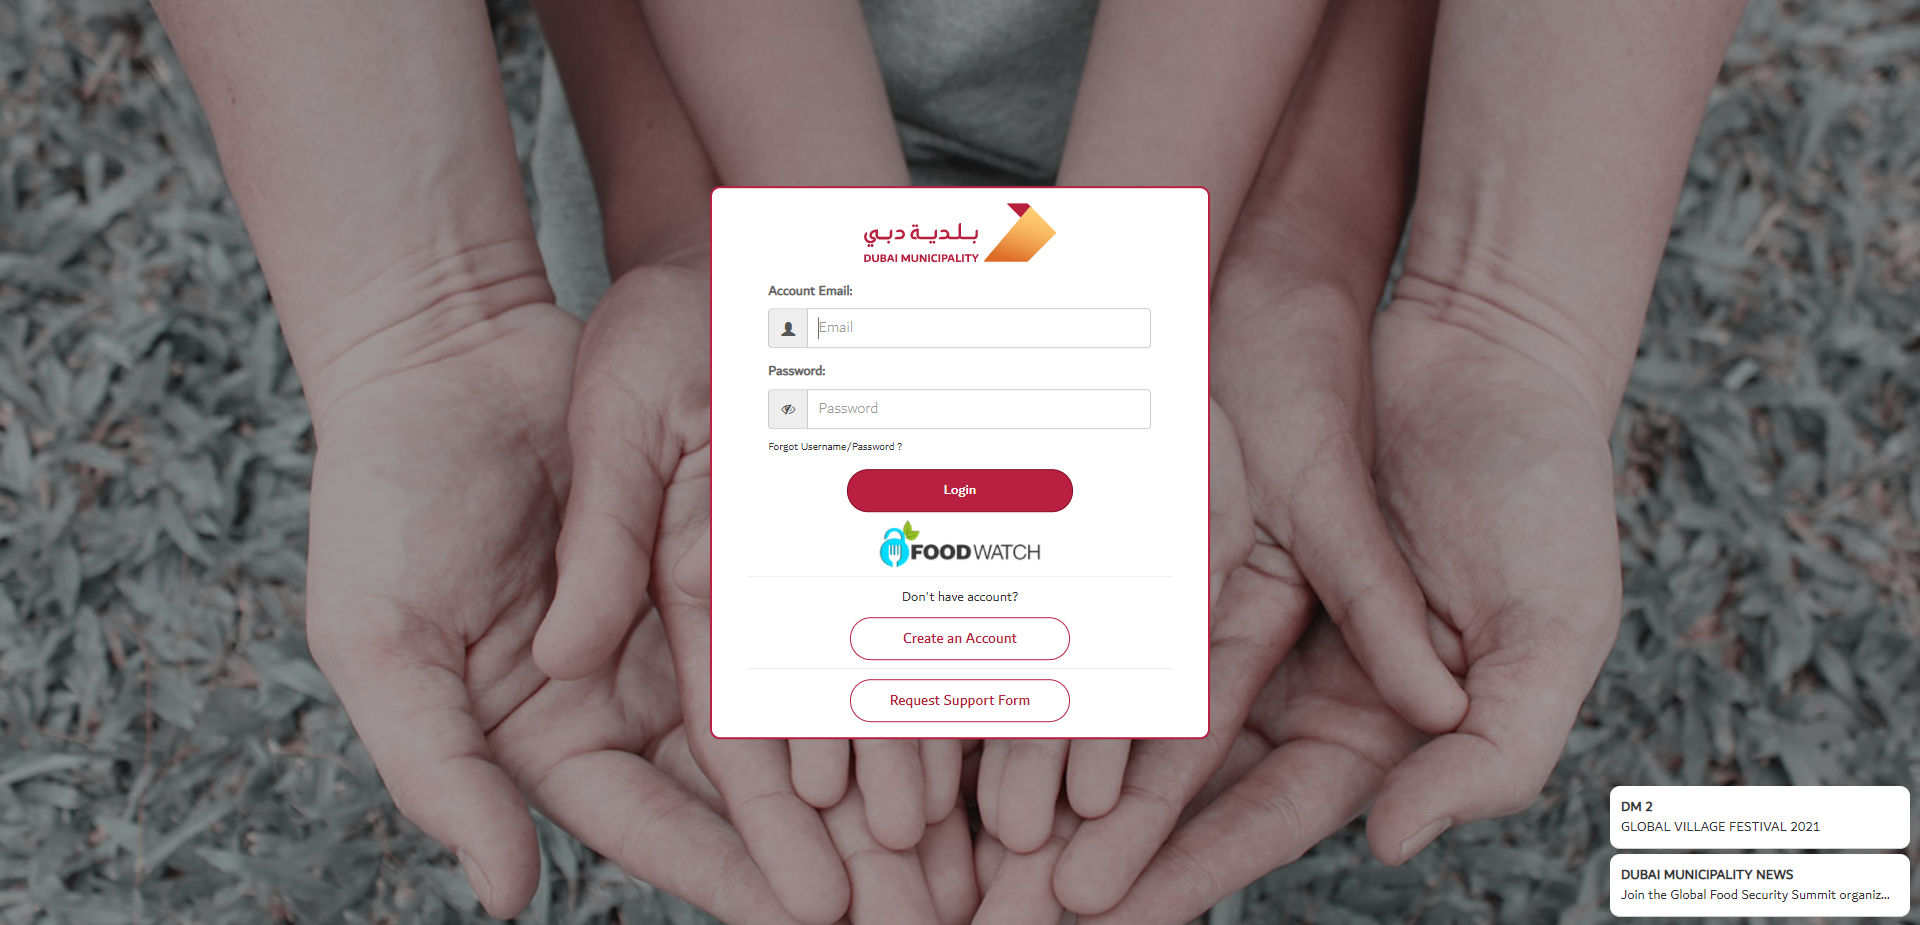 بلدية دبي
DUBAI MUNICIPALITY
Account Email:
Email
Password:
Password
Forgot Username/Password ?
Login
FOODWATCH
Don't have account?
Create an Account
Request Support Form
DM 2
GLOBAL VILLAGE FESTIVAL 2021
DUBAI MUNICIPALITY NEWS
Join the Global Food Security Summit organiz...